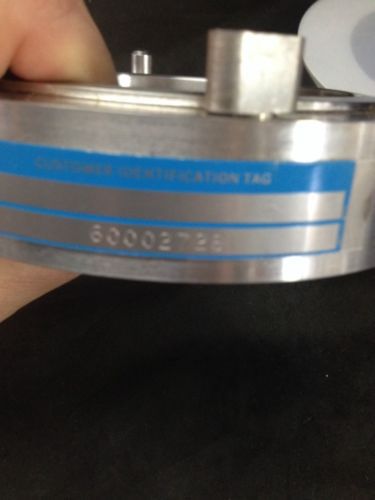 CUSTOMER IDENTIFICATION TAG
60002728